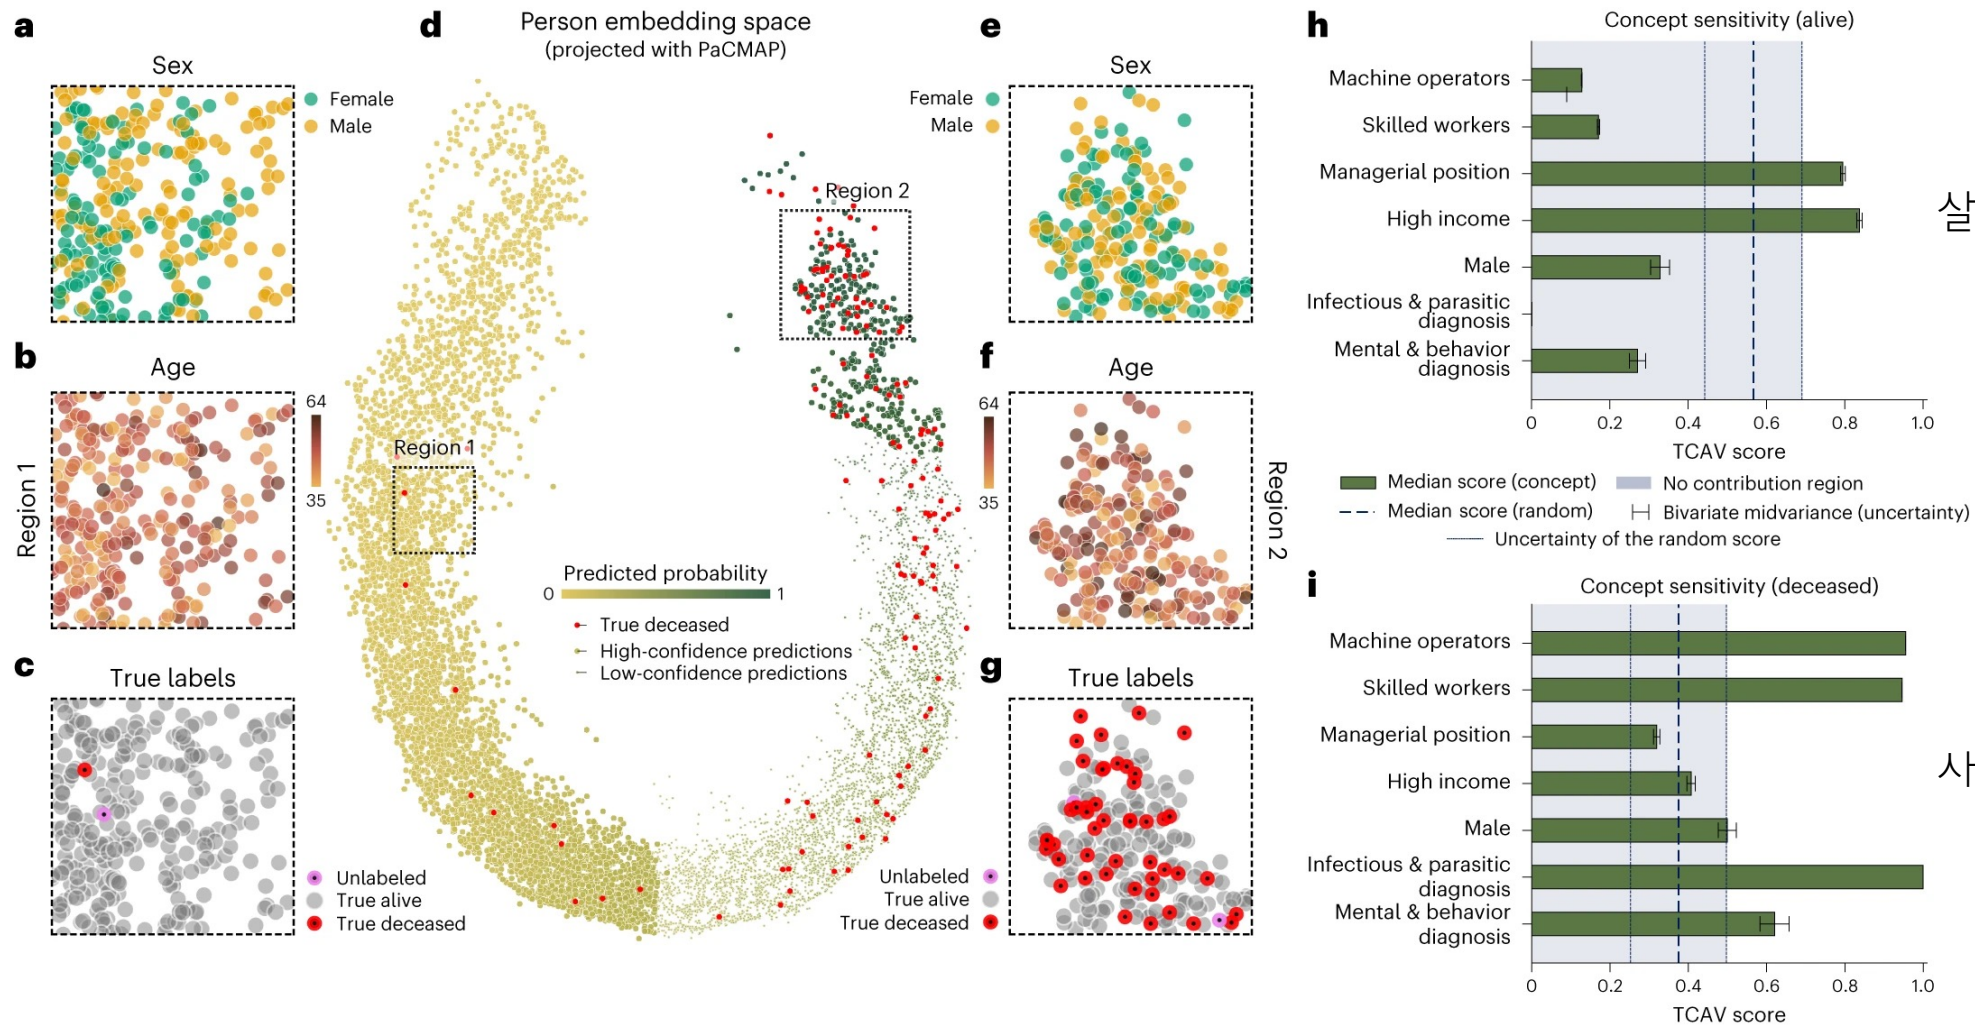 a
Sex
Female
Male
b
Age
64
35
Region 1
c
True labels
Unlabeled
True alive
True deceased
d
Person embedding space
(projected with PaCMAP)
Region 2
Region 1
Predicted probability
0
1
True deceased
High-confidence predictions
Low-confidence predictions
e
Sex
Female
Male
f
Age
64
35
Region 2
g
True labels
Unlabeled
True alive
True deceased
h
Concept sensitivity (alive)
Machine operators
Skilled workers
Managerial position
High income
Male
Infectious & parasitic
diagnosis
Mental & behavior
diagnosis
0 0.2 0.4 0.6 0.8 1.0
TCAV score
Median score (concept)
No contribution region
Median score (random)
Bivariate midvariance (uncertainty)
Uncertainty of the random score
i
Concept sensitivity (deceased)
Machine operators
Skilled workers
Managerial position
High income
Male
Infectious & parasitic
diagnosis
Mental & behavior
diagnosis
0 0.2 0.4 0.6 0.8 1.0
TCAV score